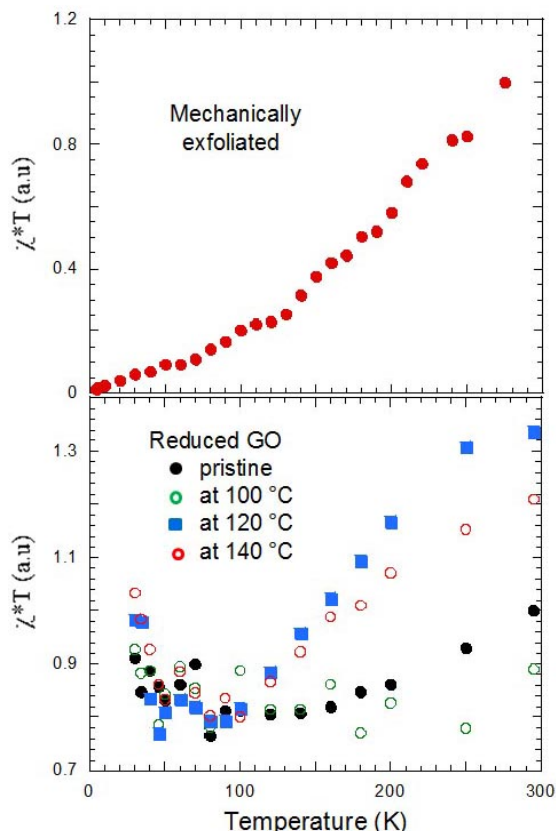 1.2
0.8
0.4
0
χ*T (a.u)
Mechanically
exfoliated
1.3
1.1
0.9
0.7
χ*T (a.u)
Reduced GO
pristine
at 100 °C
at 120 °C
at 140 °C
0 100 200 300
Temperature (K)